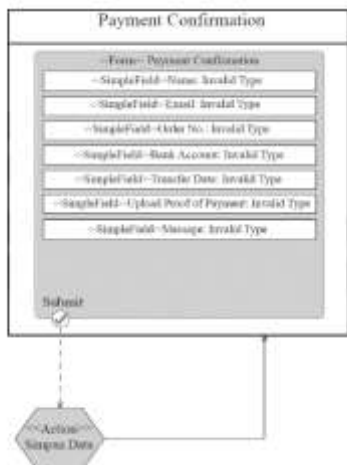 Payment Confirmation
<<Form>> Payment Confirmation
<<SimpleField>> Name: Invalid Type
<<SimpleField>> Email: Invalid Type
<<SimpleField>> Order No.: Invalid Type
<<SimpleField>> Bank Account: Invalid Type
<<SimpleField>> Transfer Date: Invalid Type
<<SimpleField>> Upload Proof of Payment: Invalid Type
<<SimpleField>> Message: Invalid Type
Submit
<<Action>>
Simpan Data